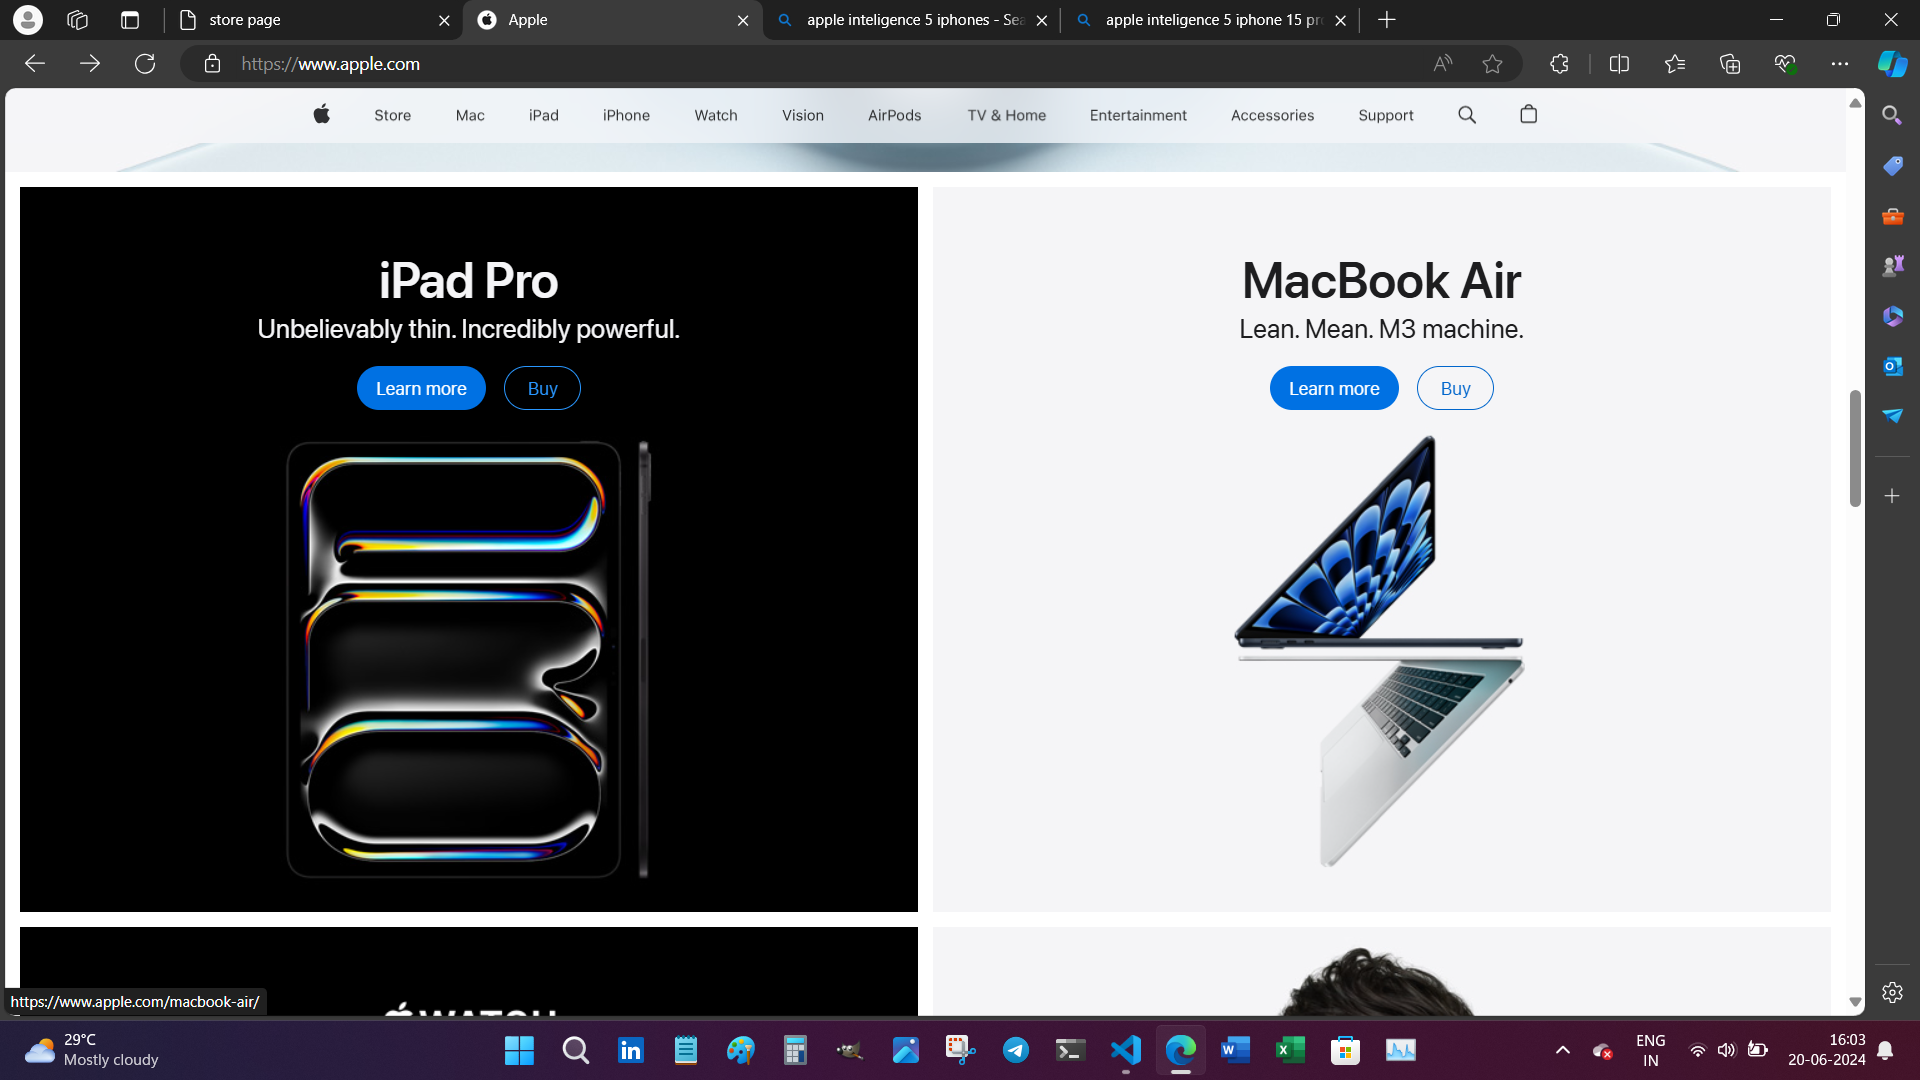 store page
Apple
apple inteligence 5 iphones - Sea
apple inteligence 5 iphone 15 pro
https://www.apple.com
Store Mac iPad iPhone Watch Vision AirPods TV & Home Entertainment Accessories Support
iPad Pro
Unbelievably thin. Incredibly powerful.
Learn more Buy
MacBook Air
Lean. Mean. M3 machine.
Learn more Buy
WATCH
https://www.apple.com/macbook-air/
29°C
Mostly cloudy
ENG
IN
16:03
20-06-2024